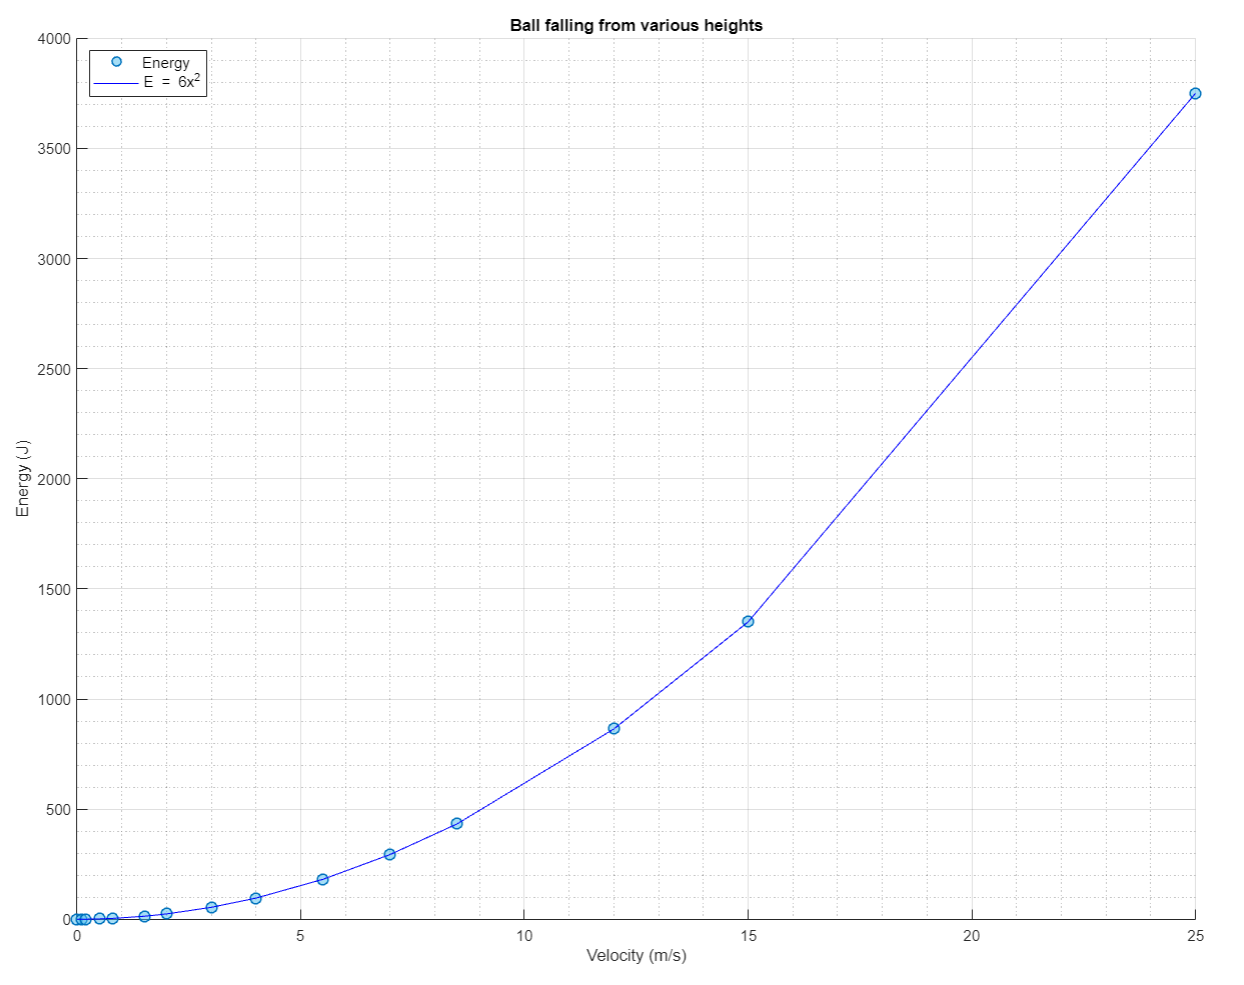 Ball falling from various heights
Energy
E = 6x²
4000
3500
3000
2500
2000
1500
1000
500
0
Energy (J)
0 5 10 15 20 25
Velocity (m/s)